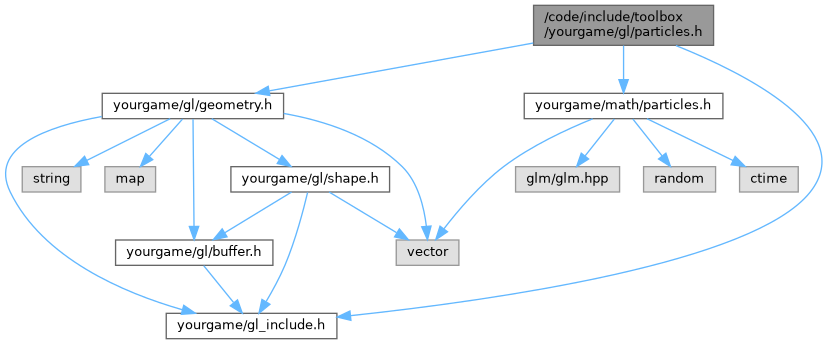 /code/include/toolbox
/yourgame/gl/particles.h
yourgame/gl/geometry.h
yourgame/math/particles.h
string
map
yourgame/gl/shape.h
glm/glm.hpp
random
ctime
yourgame/gl/buffer.h
vector
yourgame/gl_include.h